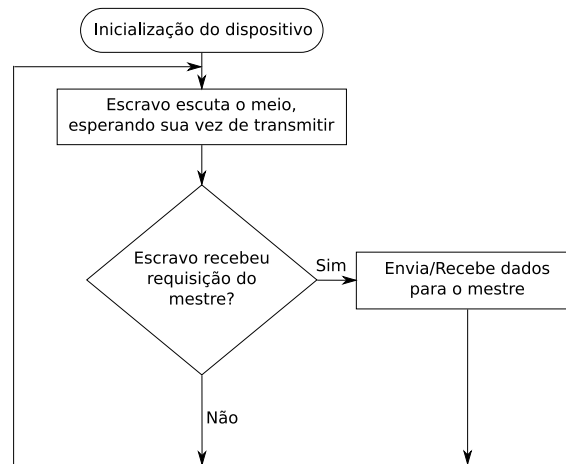 Inicialização do dispositivo
Escravo escuta o meio,
esperando sua vez de transmitir
Escravo recebeu
requisição do
mestre?
Sim
Envia/Recebe dados
para o mestre
Não